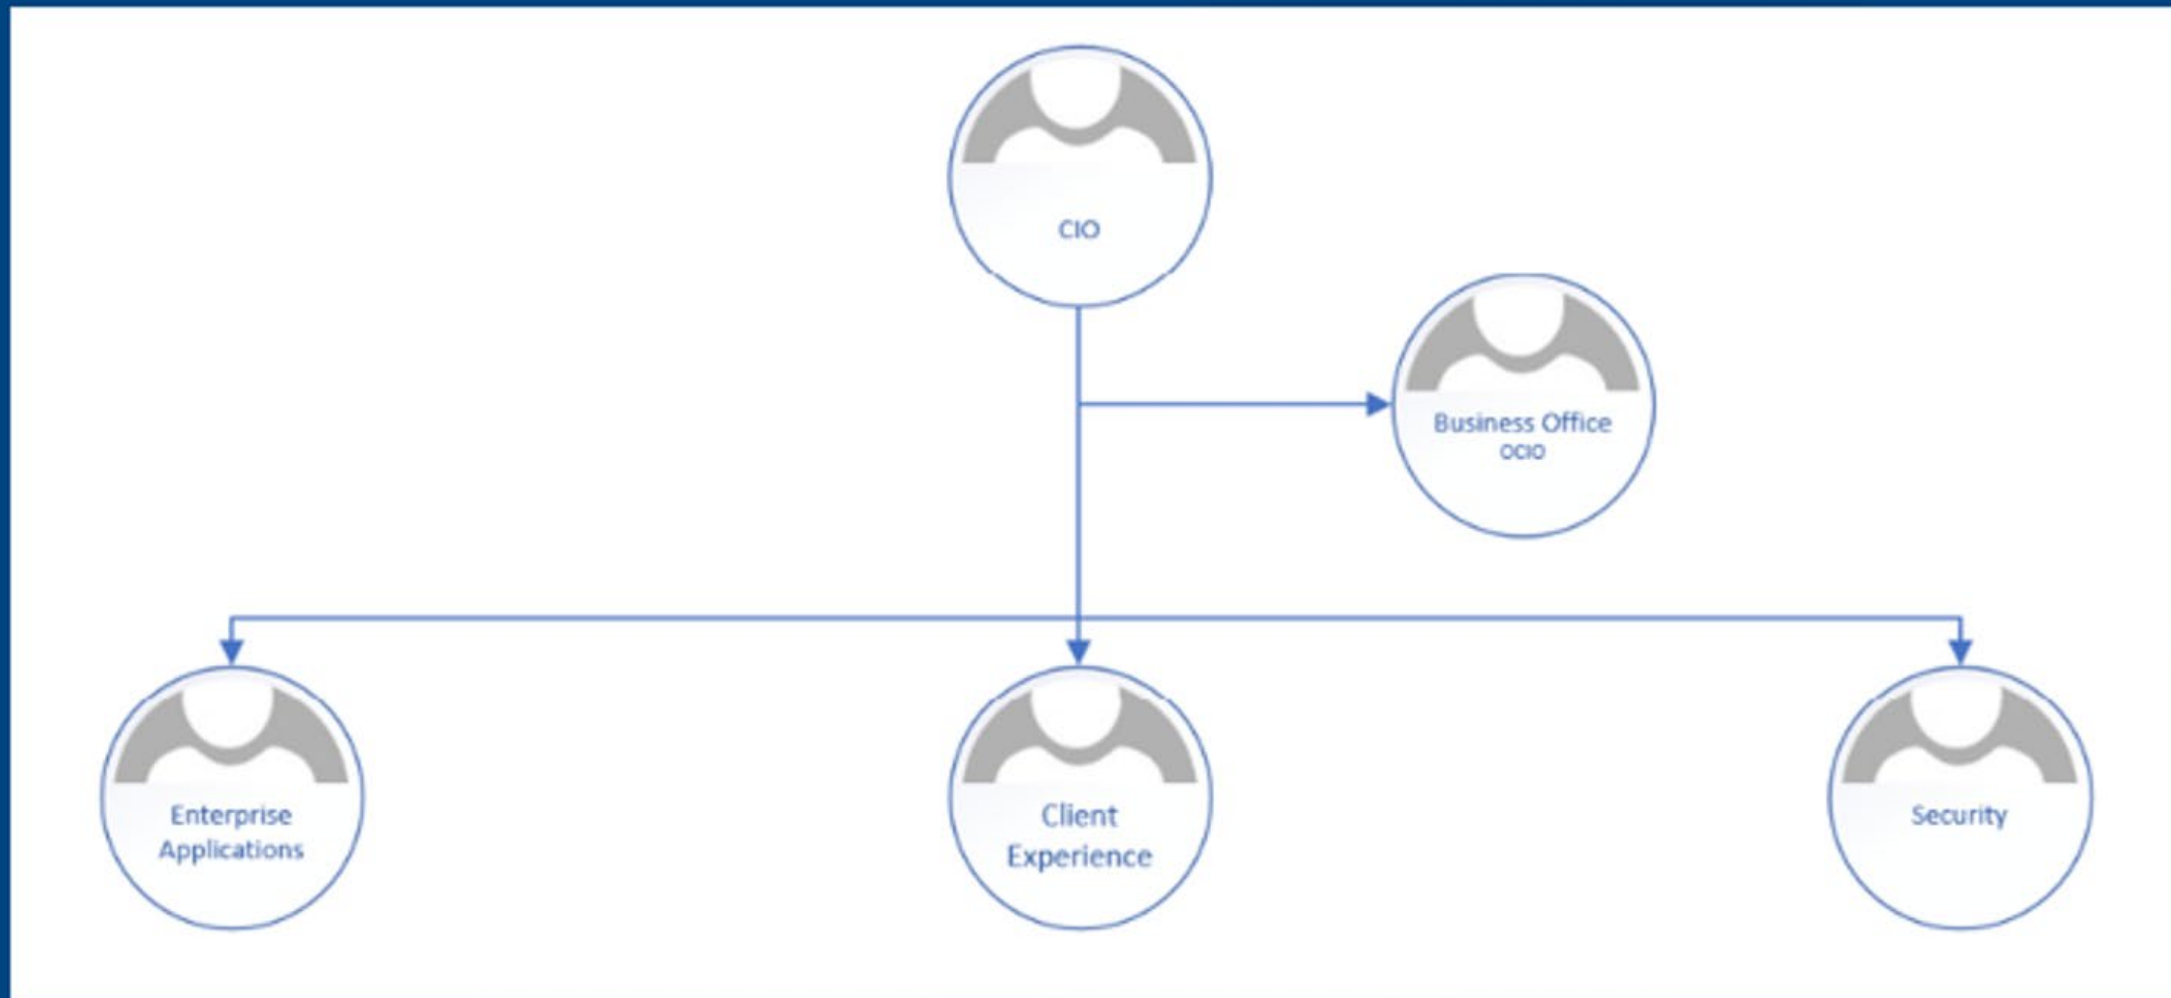 CIO
Business Office
OCIO
Enterprise
Applications
Client
Experience
Security